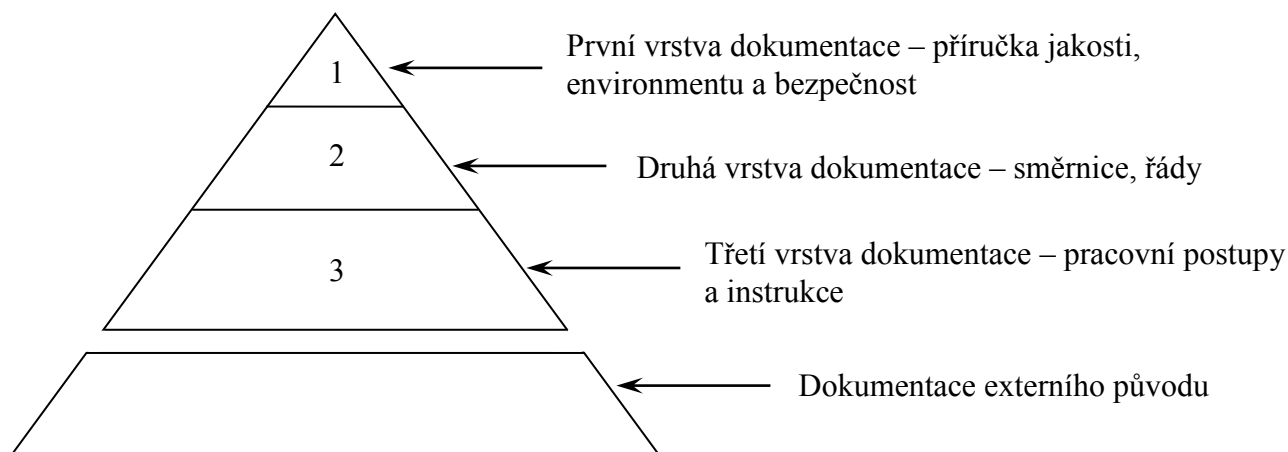 1
První vrstva dokumentace – příručka jakosti,
environmentu a bezpečnost
2
Druhá vrstva dokumentace – směrnice, řády
3
Třetí vrstva dokumentace – pracovní postupy
a instrukce
Dokumentace externího původu